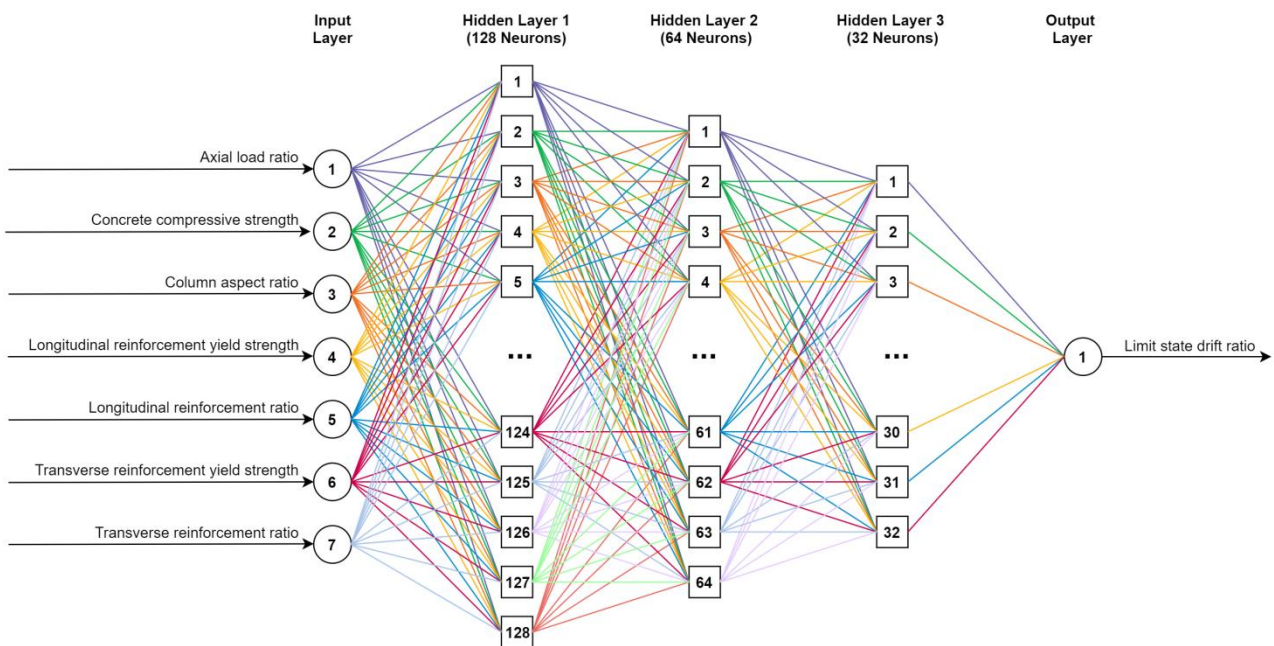 Input
Layer
Hidden Layer 1
(128 Neurons)
Hidden Layer 2
(64 Neurons)
Hidden Layer 3
(32 Neurons)
Output
Layer
Axial load ratio
Concrete compressive strength
Column aspect ratio
Longitudinal reinforcement yield strength
Longitudinal reinforcement ratio
Transverse reinforcement yield strength
Transverse reinforcement ratio
1
2
3
4
5
6
7
1
2
3
4
5
...
124
125
126
127
128
1
2
3
4
...
61
62
63
64
1
2
3
...
30
31
32
1
Limit state drift ratio